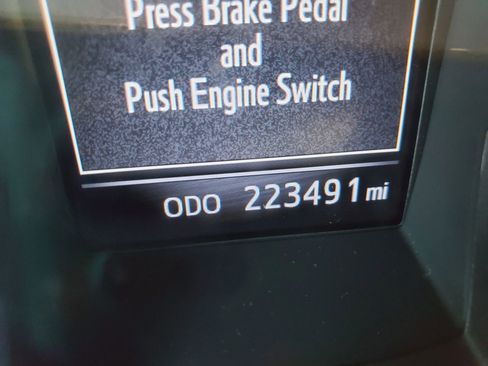 Press Brake Pedal
and
Push Engine Switch
ODO 223491 mi